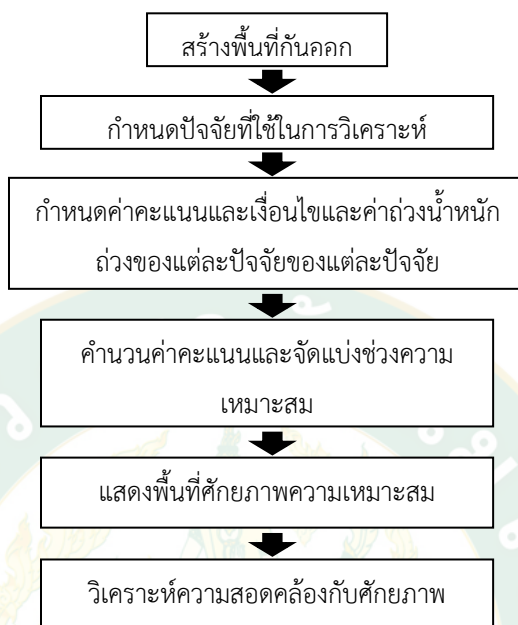 สร้างพื้นที่กันออก
กำหนดปัจจัยที่ใช้ในการวิเคราะห์
กำหนดค่าคะแนนและเงื่อนไขและค่าถ่วงน้ำหนัก
ถ่วงของแต่ละปัจจัยของแต่ละปัจจัย
คำนวนค่าคะแนนและจัดแบ่งช่วงความ
เหมาะสม
แสดงพื้นที่ศักยภาพความเหมาะสม
วิเคราะห์ความสอดคล้องกับศักยภาพ